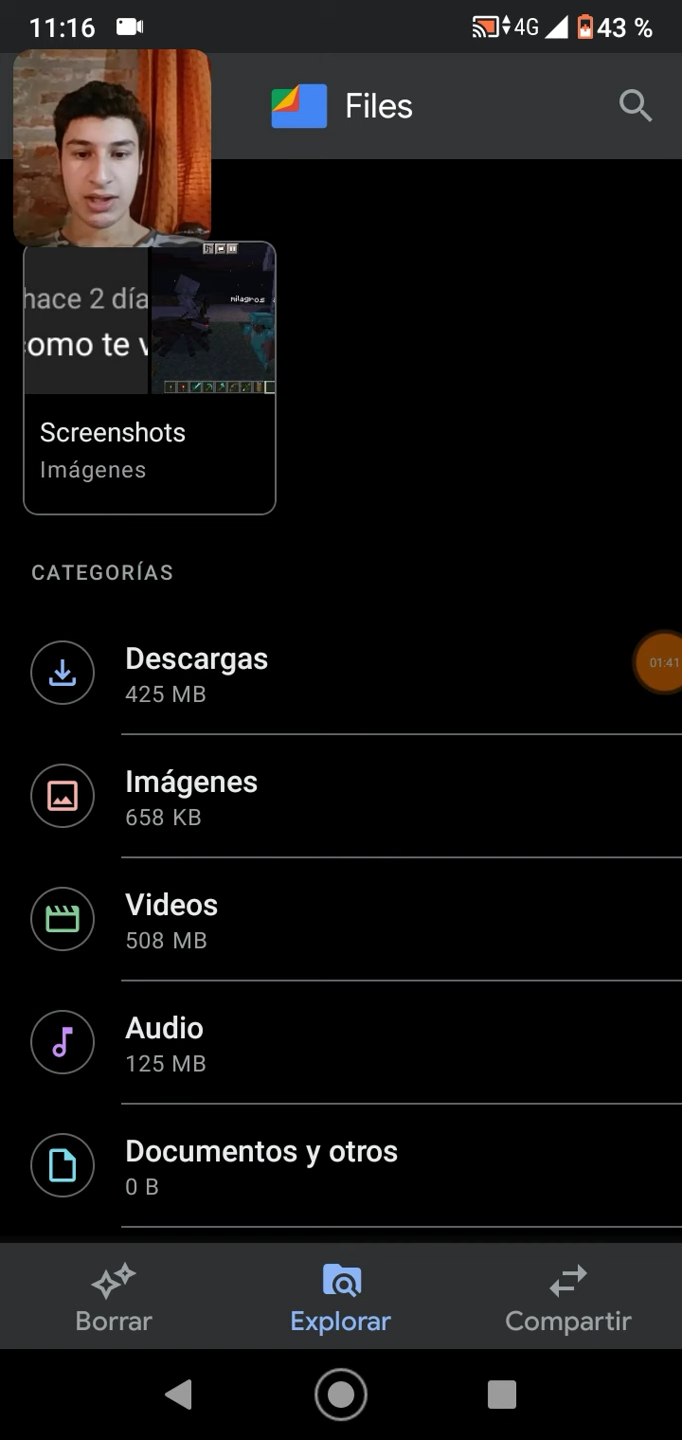 11:16 4G 43 %
Files
hace 2 día
omo te v
milagros
Screenshots
Imágenes
CATEGORÍAS
Descargas
425 MB
01:41
Imágenes
658 KB
Videos
508 MB
Audio
125 MB
Documentos y otros
0 B
Borrar Explorar Compartir